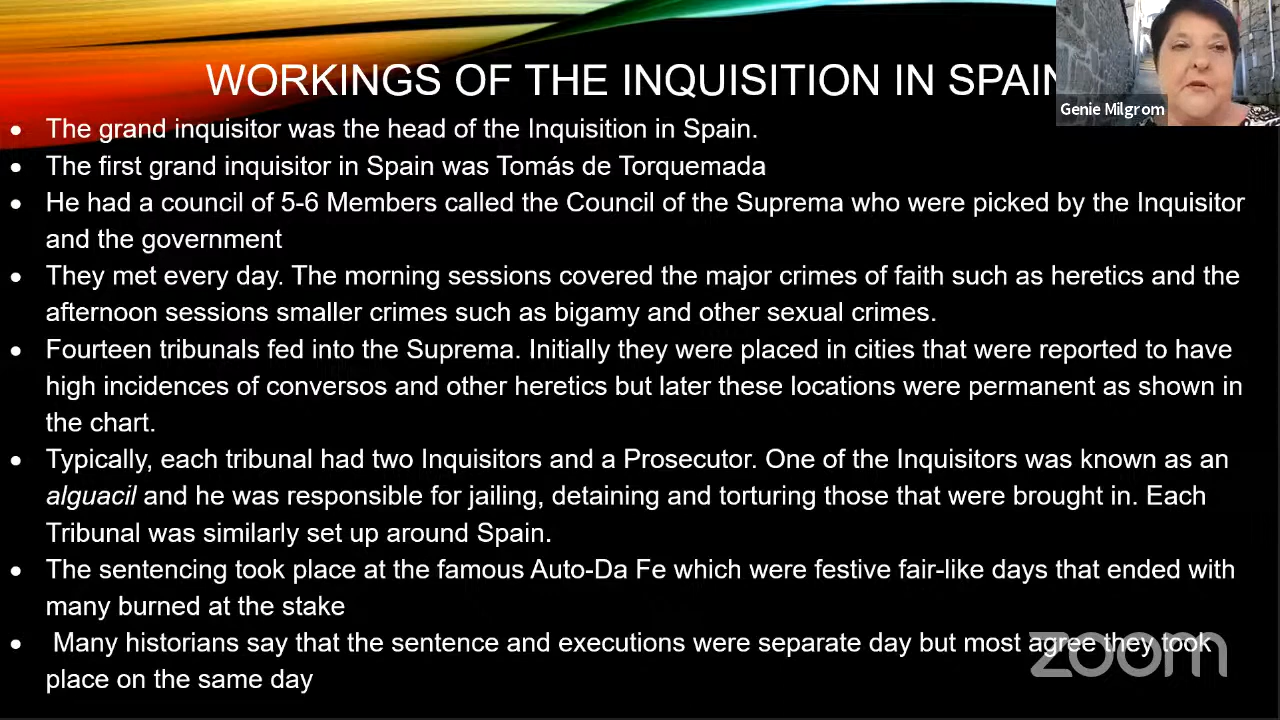 WORKINGS OF THE INQUISITION IN SPAIN
Genie Milgrom
• The grand inquisitor was the head of the Inquisition in Spain.
• The first grand inquisitor in Spain was Tomás de Torquemada
• He had a council of 5-6 Members called the Council of the Suprema who were picked by the Inquisitor
and the government
• They met every day. The morning sessions covered the major crimes of faith such as heretics and the
afternoon sessions smaller crimes such as bigamy and other sexual crimes.
• Fourteen tribunals fed into the Suprema. Initially they were placed in cities that were reported to have
high incidences of conversos and other heretics but later these locations were permanent as shown in
the chart.
• Typically, each tribunal had two Inquisitors and a Prosecutor. One of the Inquisitors was known as an
alguacil and he was responsible for jailing, detaining and torturing those that were brought in. Each
Tribunal was similarly set up around Spain.
• The sentencing took place at the famous Auto-Da Fe which were festive fair-like days that ended with
many burned at the stake
• Many historians say that the sentence and executions were separate day but most agree they took
place on the same day
zoom